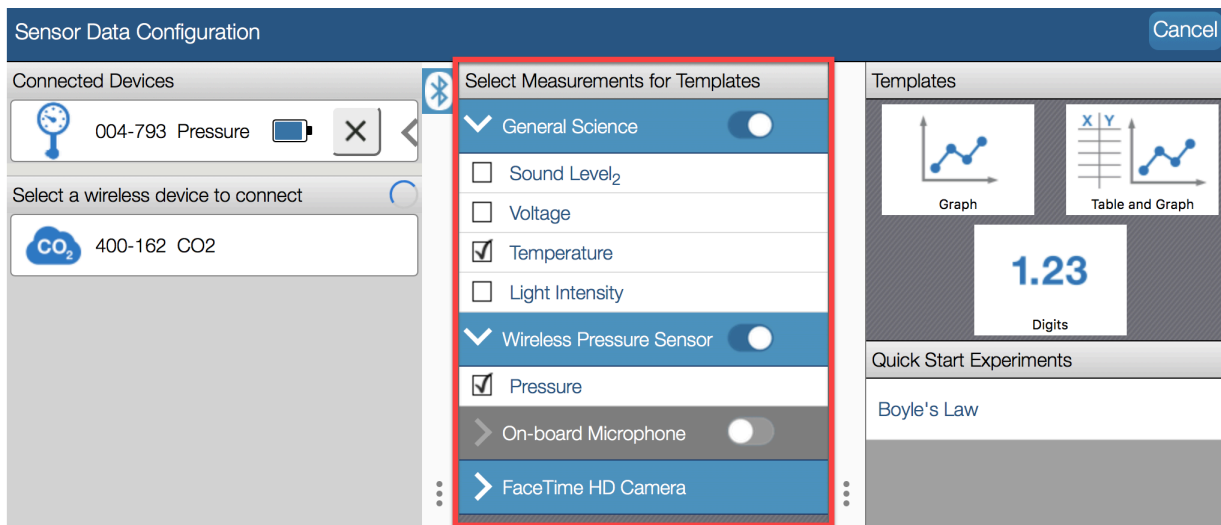 Sensor Data Configuration
Cancel
Connected Devices
004-793 Pressure
Select a wireless device to connect
CO2
400-162 CO2
Select Measurements for Templates
General Science
Sound Level2
Voltage
Temperature
Light Intensity
Wireless Pressure Sensor
Pressure
On-board Microphone
FaceTime HD Camera
Templates
Graph
X Y
Table and Graph
1.23
Digits
Quick Start Experiments
Boyle's Law